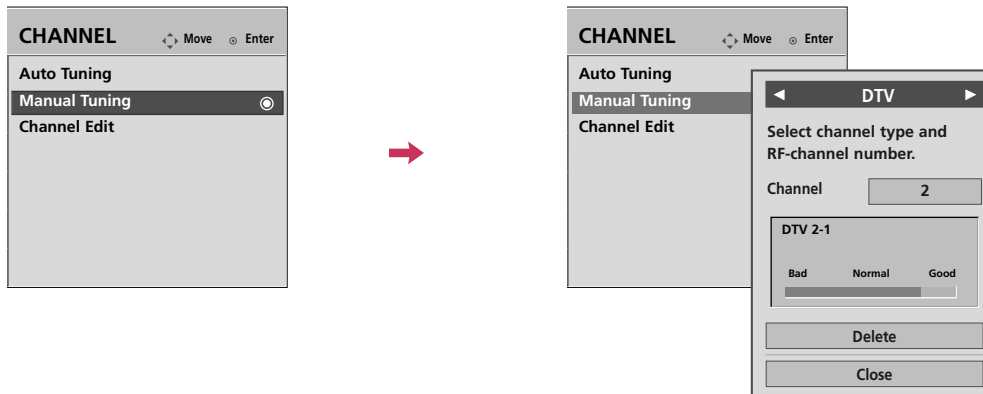 CHANNEL Move Enter
Auto Tuning
Manual Tuning
Channel Edit
CHANNEL Move Enter
Auto Tuning
Manual Tuning
Channel Edit
◄ DTV ►
Select channel type and
RF-channel number.
Channel 2
DTV 2-1
Bad Normal Good
Delete
Close